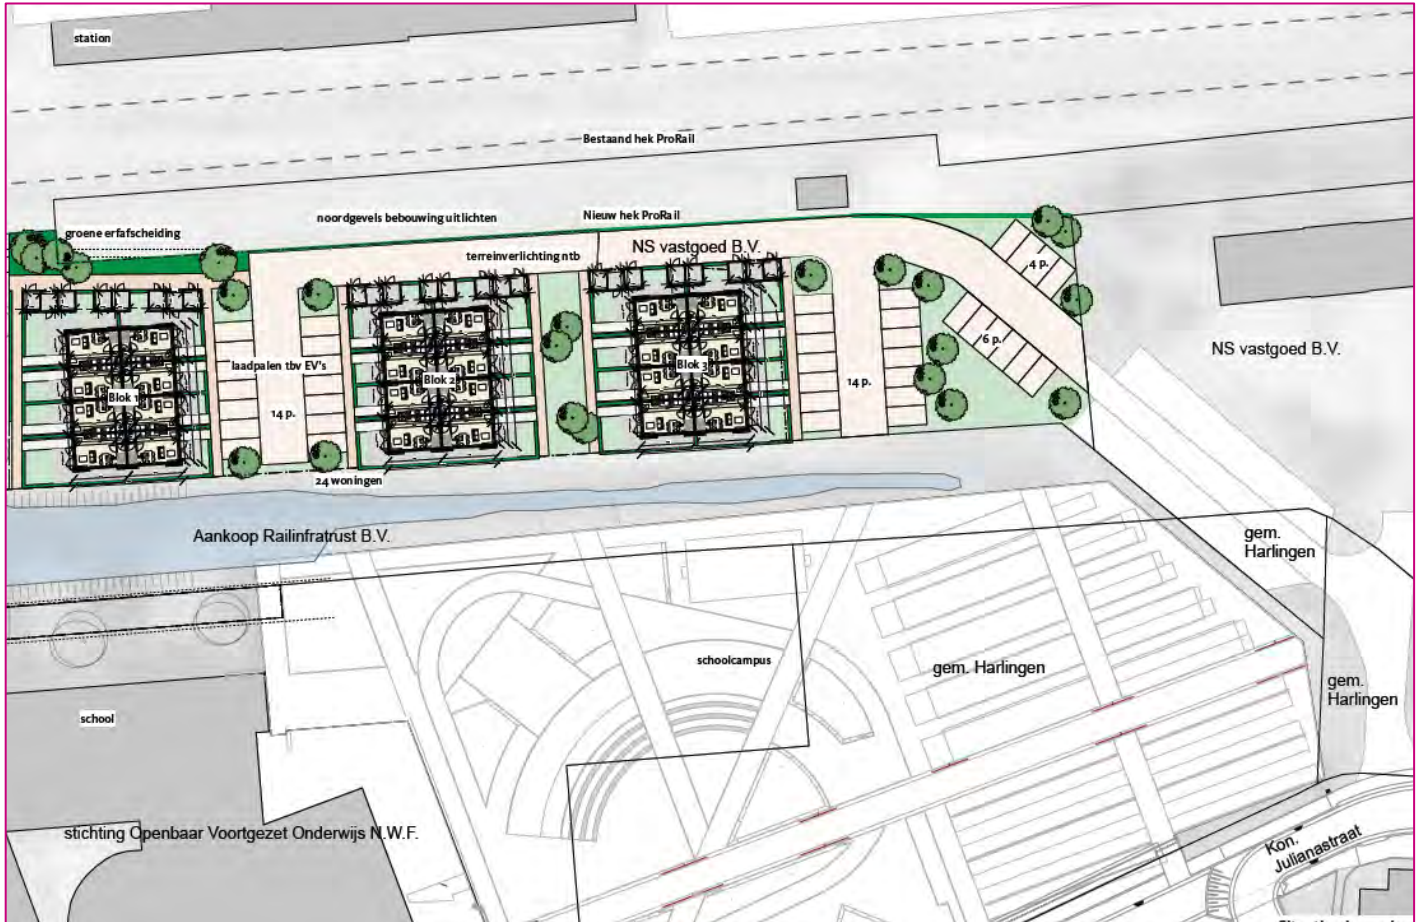 station
Bestaand hek ProRail
noordgevels bebouwing uitlichten
Nieuw hek ProRail
groene erfafscheiding
NS vastgoed B.V.
terreinverlichting ntb
4 p.
6 p.
NS vastgoed B.V.
laadpalen tbv EV's
Blok 1
Blok 2
Blok 3
14 p.
14 p.
24 woningen
Aankoop Railinfratrust B.V.
gem.
Harlingen
schoolcampus
gem. Harlingen
gem.
Harlingen
school
stichting Openbaar Voortgezet Onderwijs N.W.F.
Kon.
Julianastraat